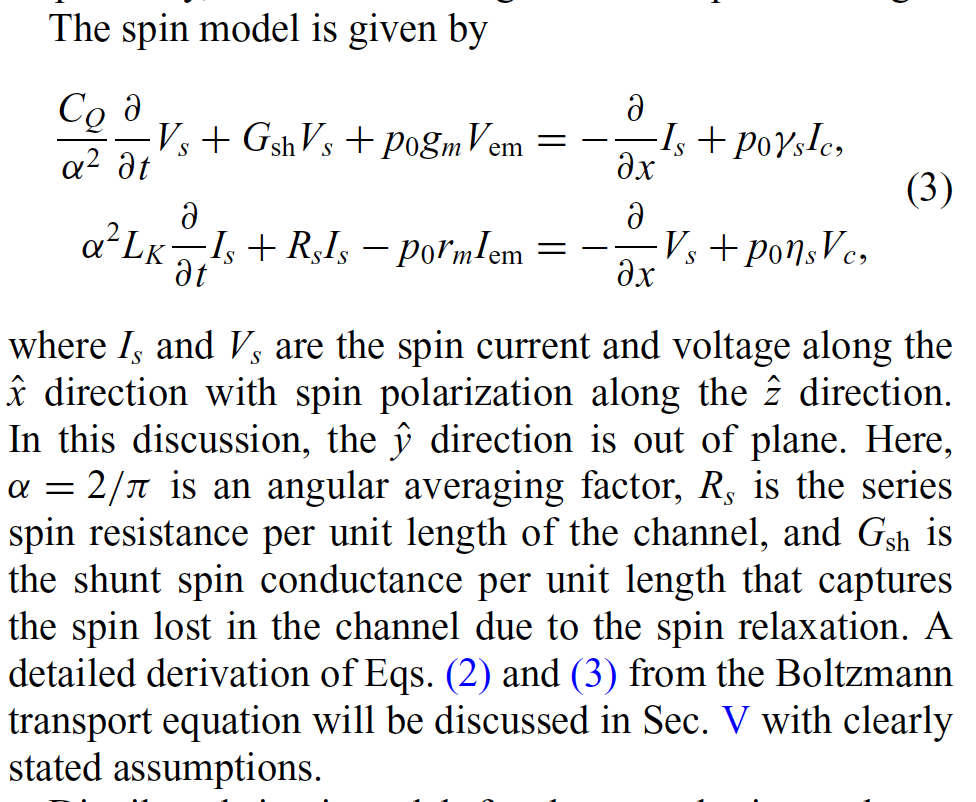 The spin model is given by
\frac{C_Q}{\alpha^2} \frac{\partial}{\partial t} V_s + G_{\text{sh}} V_s + p_0 g_m V_{\text{em}} = -\frac{\partial}{\partial x} I_s + p_0 \gamma_s I_c,
(3)
\alpha^2 L_K \frac{\partial}{\partial t} I_s + R_s I_s - p_0 r_m I_{\text{em}} = -\frac{\partial}{\partial x} V_s + p_0 \eta_s V_c,
where I_s and V_s are the spin current and voltage along the
x̂ direction with spin polarization along the ẑ direction.
In this discussion, the ŷ direction is out of plane. Here,
α = 2/π is an angular averaging factor, R_s is the series
spin resistance per unit length of the channel, and G_{sh} is
the shunt spin conductance per unit length that captures
the spin lost in the channel due to the spin relaxation. A
detailed derivation of Eqs. (2) and (3) from the Boltzmann
transport equation will be discussed in Sec. V with clearly
stated assumptions.